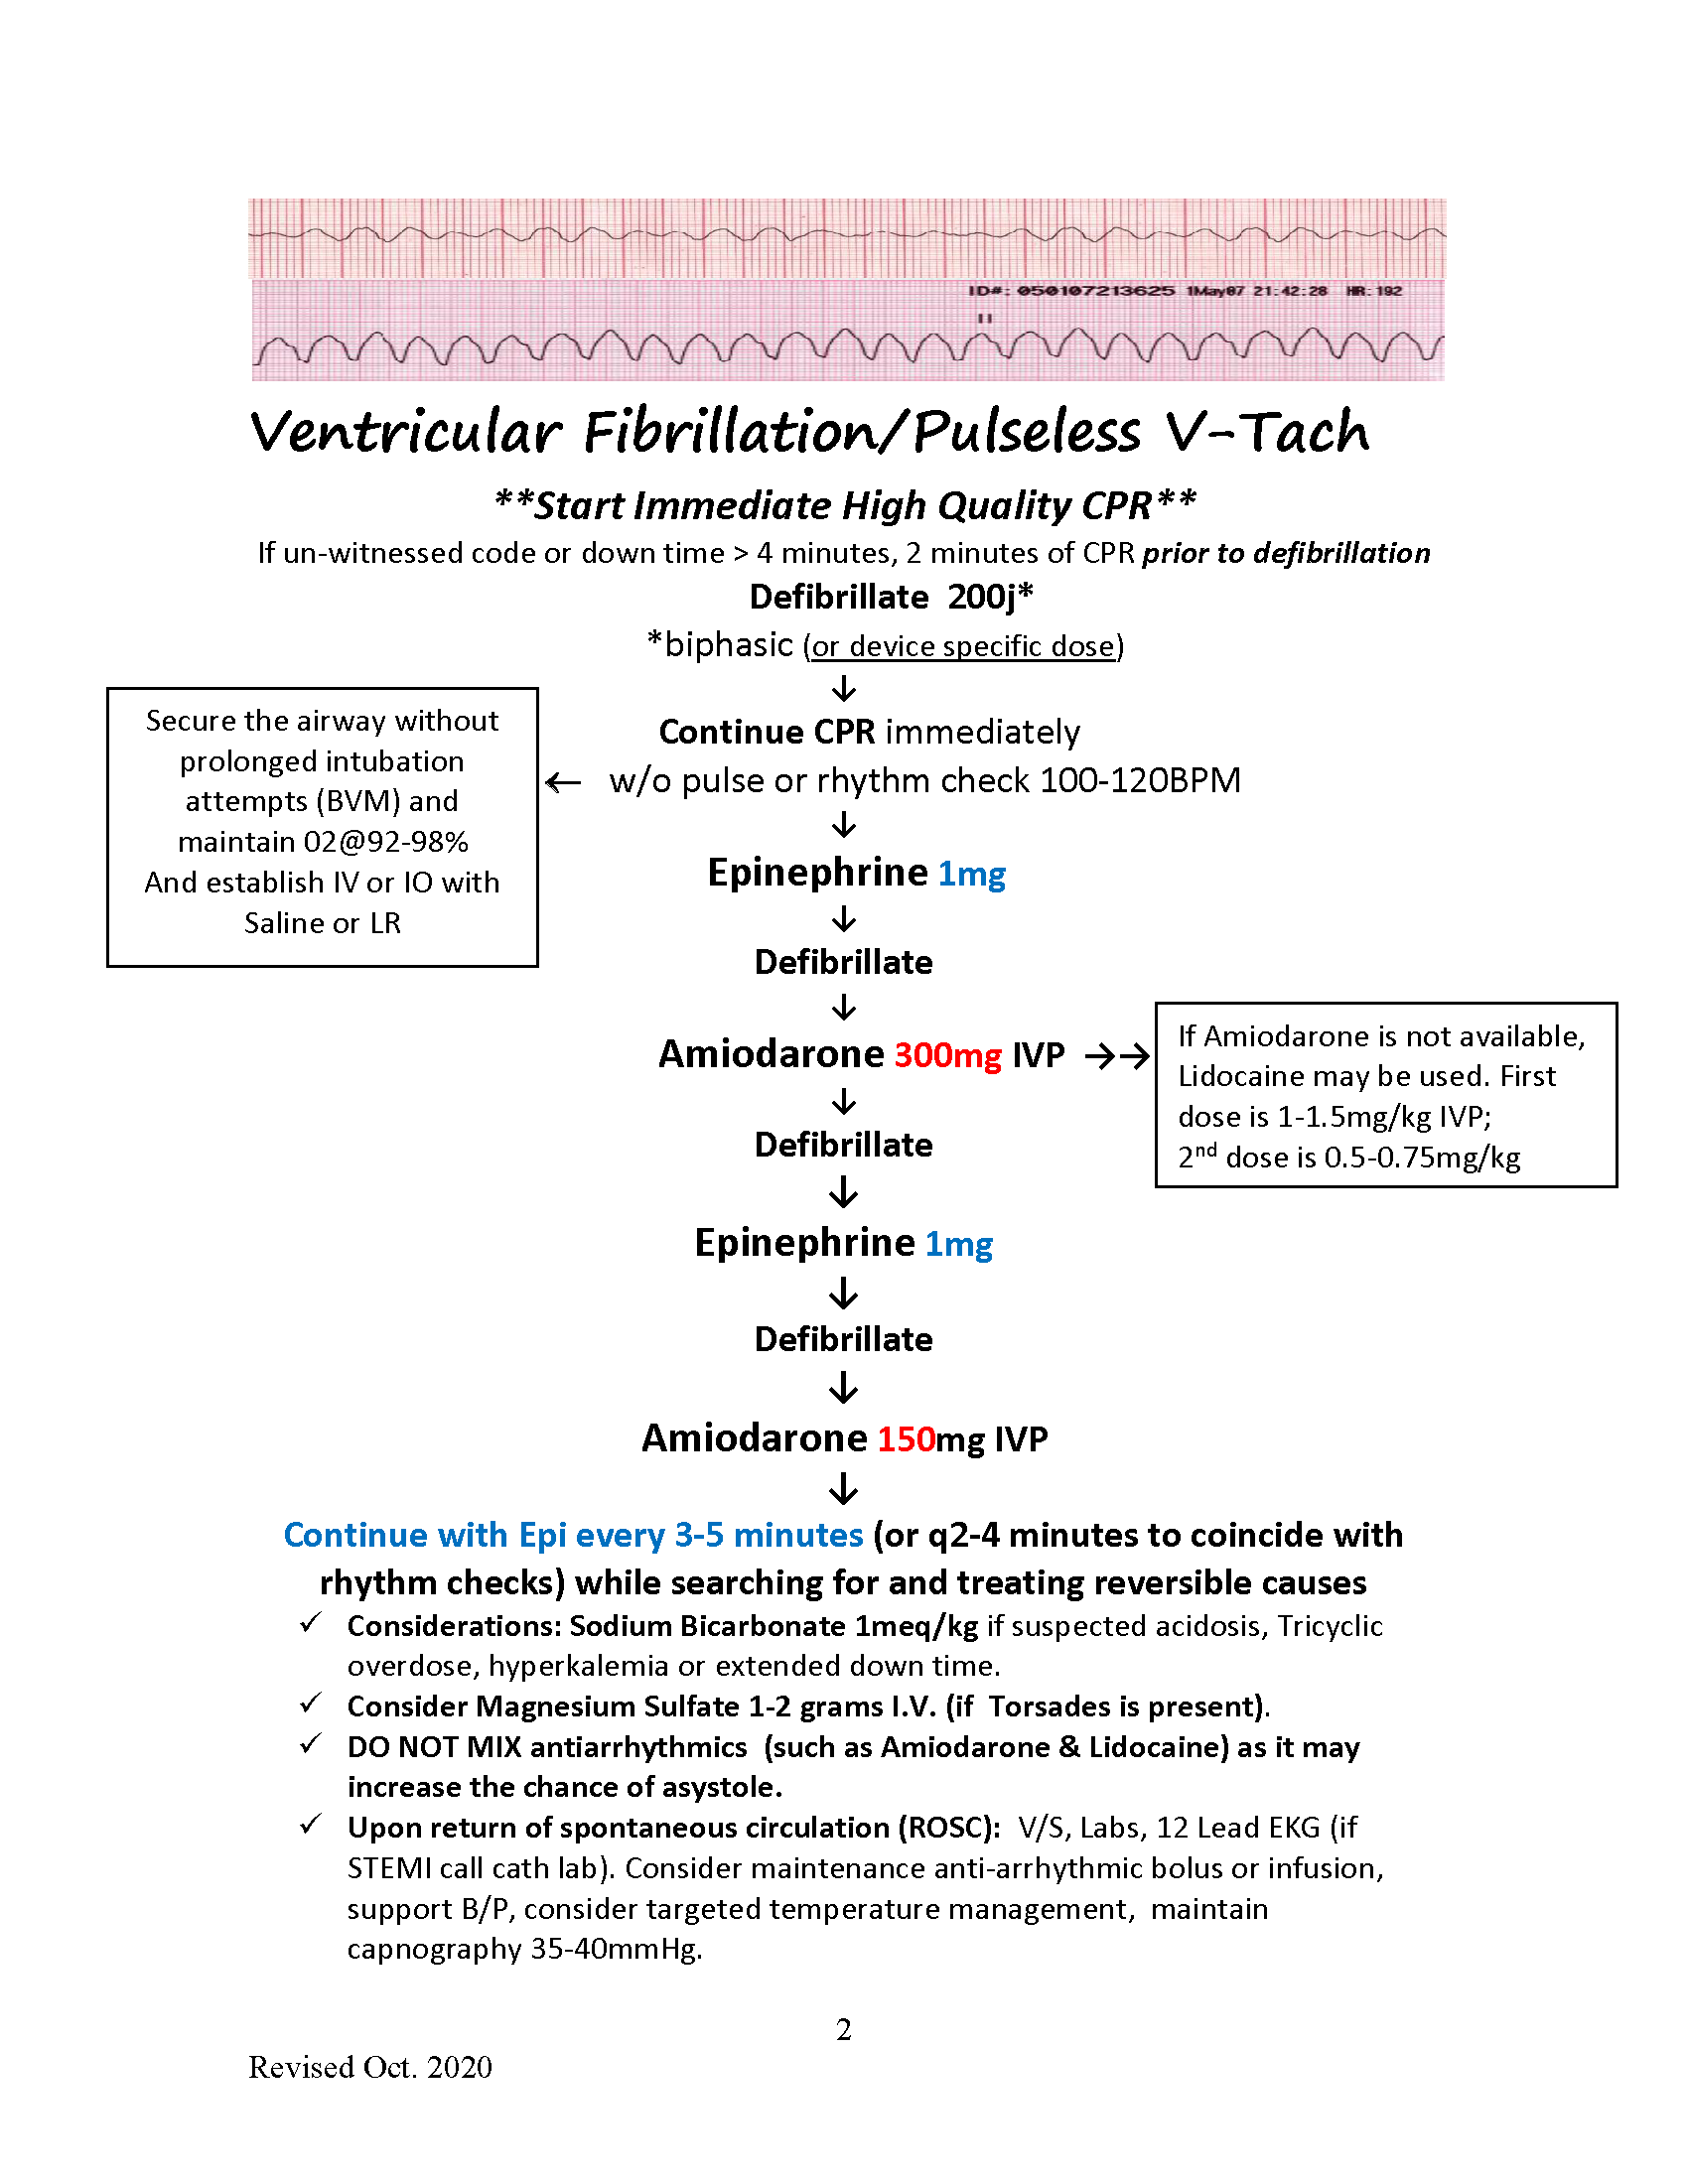 ID#: 050107213625 1May07 21:42:28 HR:192
II
Ventricular Fibrillation/Pulseless V-Tach
**Start Immediate High Quality CPR**
If un-witnessed code or down time > 4 minutes, 2 minutes of CPR prior to defibrillation
Defibrillate 200j*
*biphasic (or device specific dose)
↓
Secure the airway without
prolonged intubation
attempts (BVM) and
maintain 02@92-98%
And establish IV or IO with
Saline or LR
Continue CPR immediately
← w/o pulse or rhythm check 100-120BPM
↓
Epinephrine 1mg
↓
Defibrillate
↓
Amiodarone 300mg IVP →→
If Amiodarone is not available,
Lidocaine may be used. First
dose is 1-1.5mg/kg IVP;
2nd dose is 0.5-0.75mg/kg
↓
Defibrillate
↓
Epinephrine 1mg
↓
Defibrillate
↓
Amiodarone 150mg IVP
↓
Continue with Epi every 3-5 minutes (or q2-4 minutes to coincide with
rhythm checks) while searching for and treating reversible causes
✓ Considerations: Sodium Bicarbonate 1meq/kg if suspected acidosis, Tricyclic
overdose, hyperkalemia or extended down time.
✓ Consider Magnesium Sulfate 1-2 grams I.V. (if Torsades is present).
✓ DO NOT MIX antiarrhythmics (such as Amiodarone & Lidocaine) as it may
increase the chance of asystole.
✓ Upon return of spontaneous circulation (ROSC): V/S, Labs, 12 Lead EKG (if
STEMI call cath lab). Consider maintenance anti-arrhythmic bolus or infusion,
support B/P, consider targeted temperature management, maintain
capnography 35-40mmHg.
2
Revised Oct. 2020